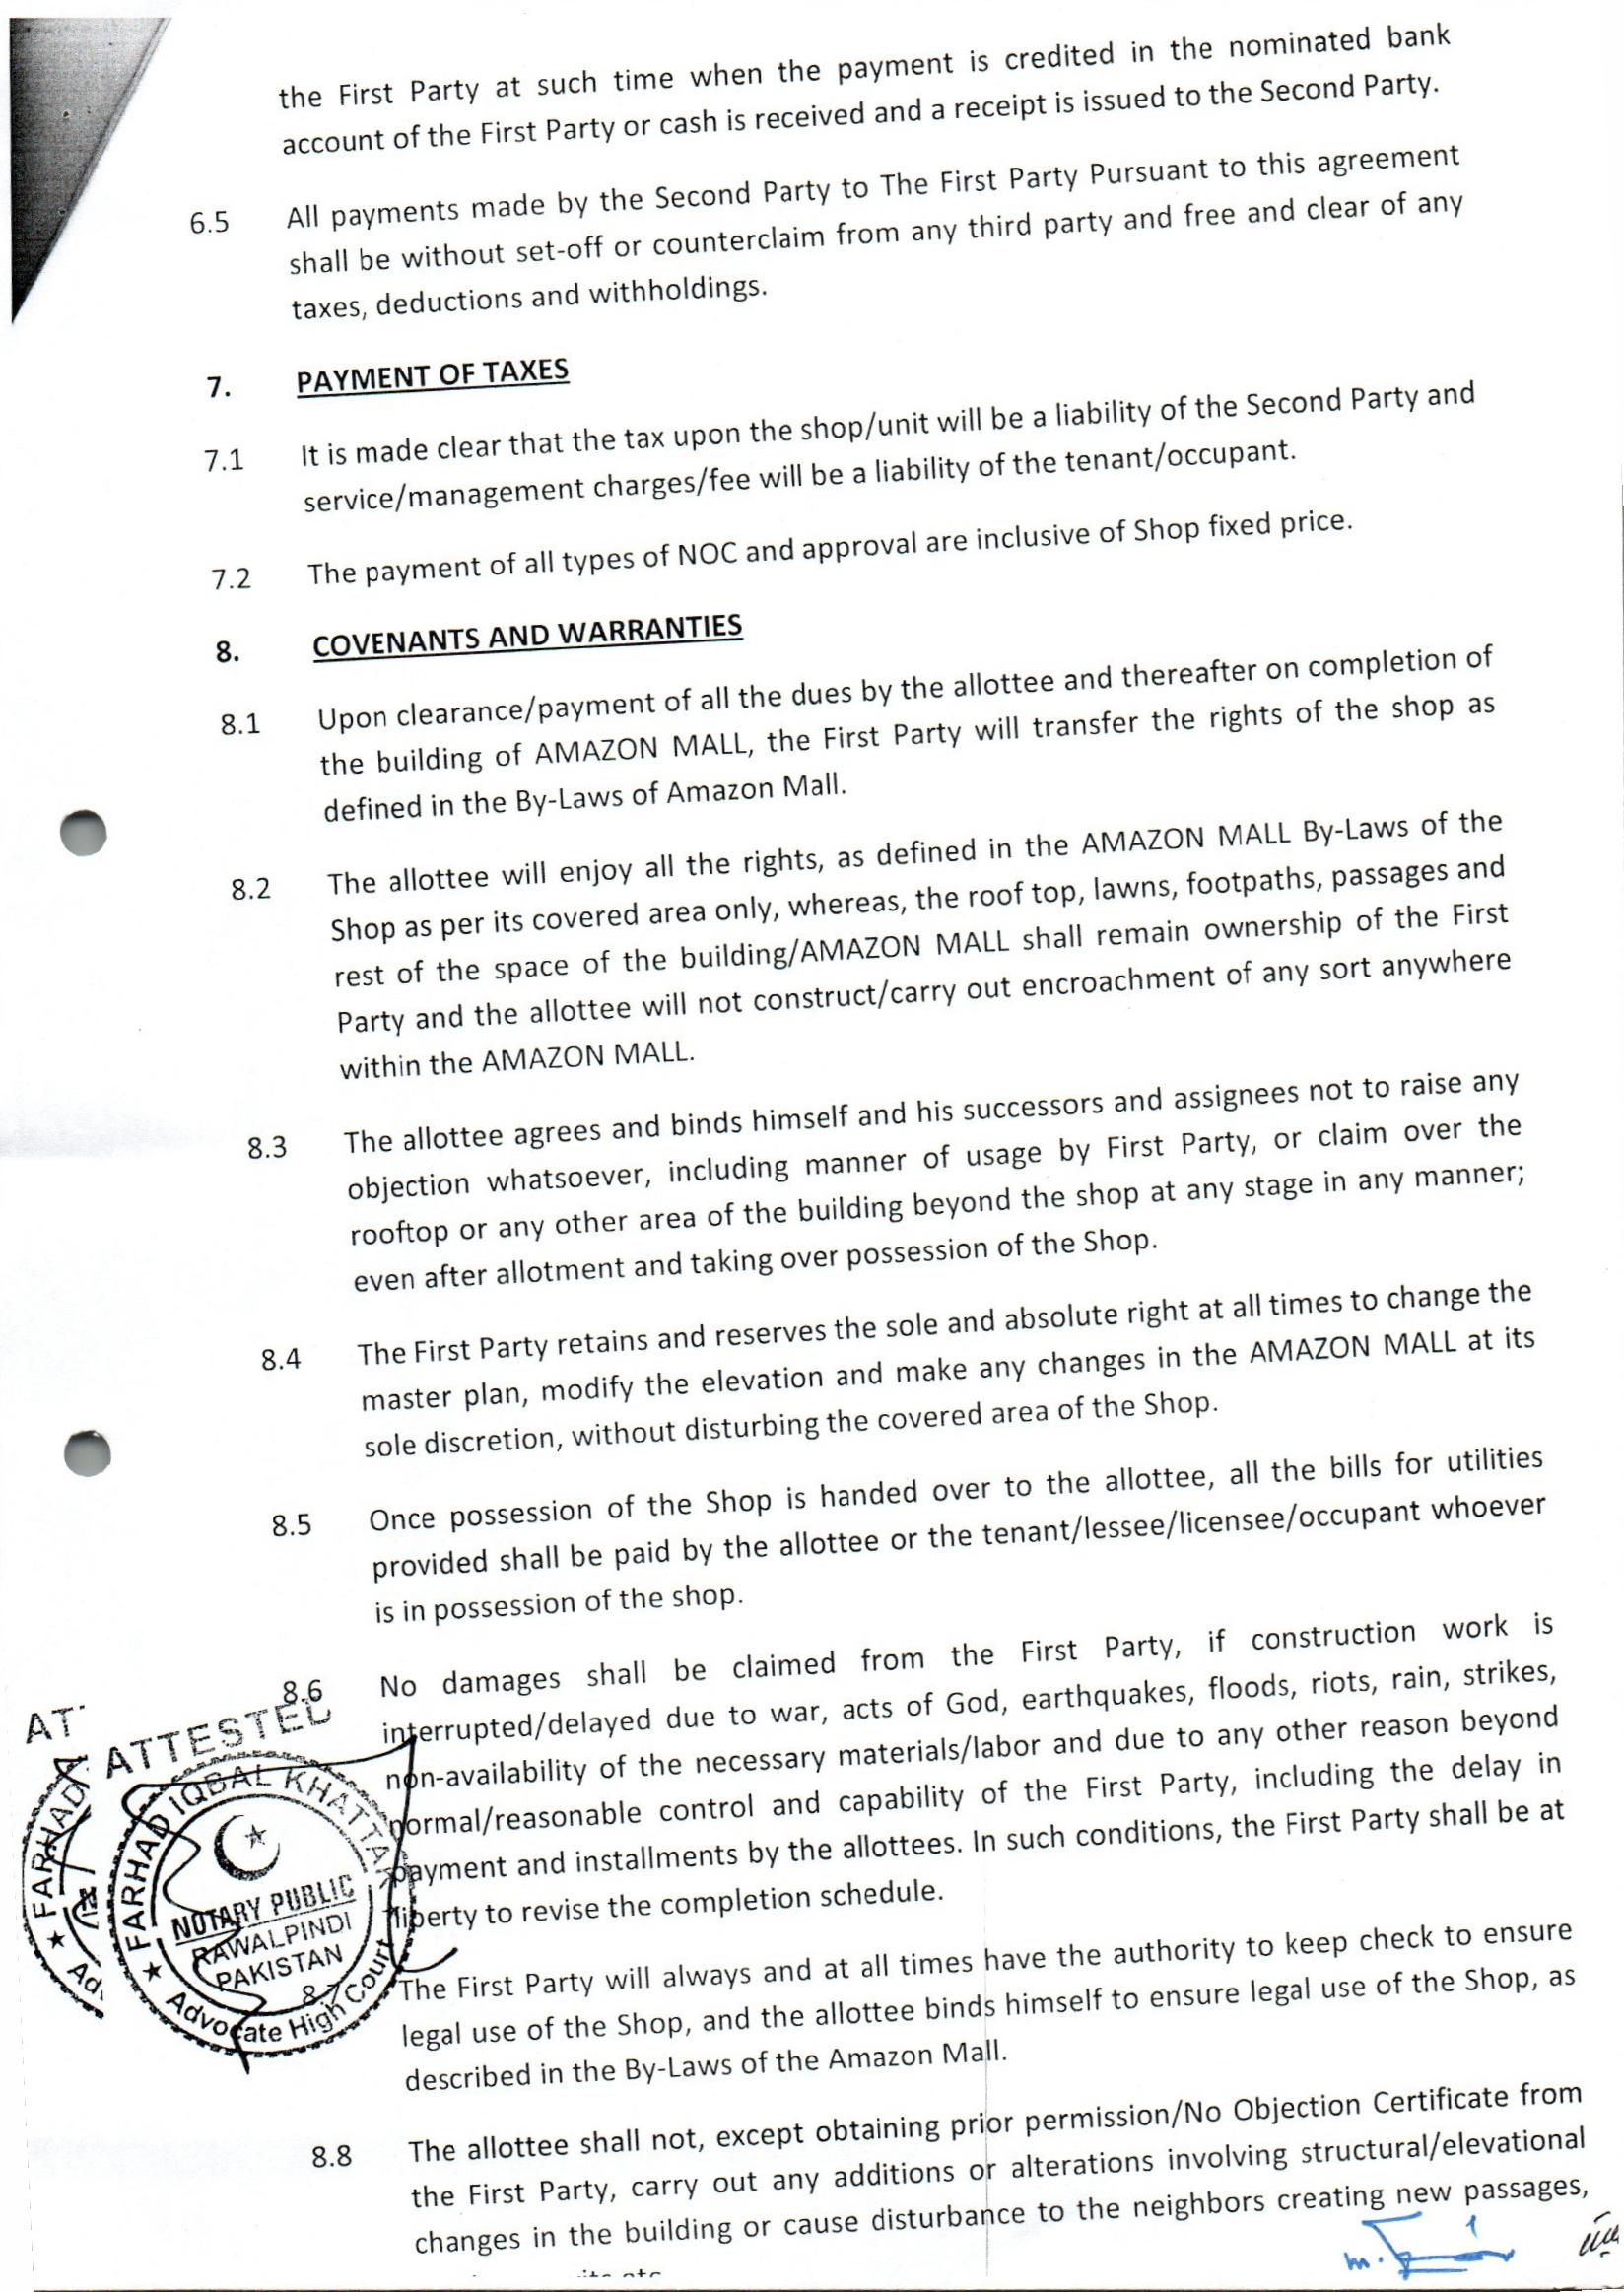 the First Party at such time when the payment is credited in the nominated bank
account of the First Party or cash is received and a receipt is issued to the Second Party.
6.5 All payments made by the Second Party to The First Party Pursuant to this agreement
shall be without set-off or counterclaim from any third party and free and clear of any
taxes, deductions and withholdings.
7. PAYMENT OF TAXES
7.1 It is made clear that the tax upon the shop/unit will be a liability of the Second Party and
service/management charges/fee will be a liability of the tenant/occupant.
7.2 The payment of all types of NOC and approval are inclusive of Shop fixed price.
8. COVENANTS AND WARRANTIES
8.1 Upon clearance/payment of all the dues by the allottee and thereafter on completion of
the building of AMAZON MALL, the First Party will transfer the rights of the shop as
defined in the By-Laws of Amazon Mall.
8.2 The allottee will enjoy all the rights, as defined in the AMAZON MALL By-Laws of the
Shop as per its covered area only, whereas, the roof top, lawns, footpaths, passages and
rest of the space of the building/AMAZON MALL shall remain ownership of the First
Party and the allottee will not construct/carry out encroachment of any sort anywhere
within the AMAZON MALL.
8.3 The allottee agrees and binds himself and his successors and assignees not to raise any
objection whatsoever, including manner of usage by First Party, or claim over the
rooftop or any other area of the building beyond the shop at any stage in any manner;
even after allotment and taking over possession of the Shop.
8.4 The First Party retains and reserves the sole and absolute right at all times to change the
master plan, modify the elevation and make any changes in the AMAZON MALL at its
sole discretion, without disturbing the covered area of the Shop.
8.5 Once possession of the Shop is handed over to the allottee, all the bills for utilities
provided shall be paid by the allottee or the tenant/lessee/licensee/occupant whoever
is in possession of the shop.
8.6 No damages shall be claimed from the First Party, if construction work is
interrupted/delayed due to war, acts of God, earthquakes, floods, riots, rain, strikes,
non-availability of the necessary materials/labor and due to any other reason beyond
normal/reasonable control and capability of the First Party, including the delay in
payment and installments by the allottees. In such conditions, the First Party shall be at
liberty to revise the completion schedule.
8.7 The First Party will always and at all times have the authority to keep check to ensure
legal use of the Shop, and the allottee binds himself to ensure legal use of the Shop, as
described in the By-Laws of the Amazon Mall.
8.8 The allottee shall not, except obtaining prior permission/No Objection Certificate from
the First Party, carry out any additions or alterations involving structural/elevational
changes in the building or cause disturbance to the neighbors creating new passages,
AT
FARHAD
Ad
ATTESTED
FARHAD IQBAL KHATTAK
NOTARY PUBLIC
RAWALPINDI
PAKISTAN
Advocate High Court